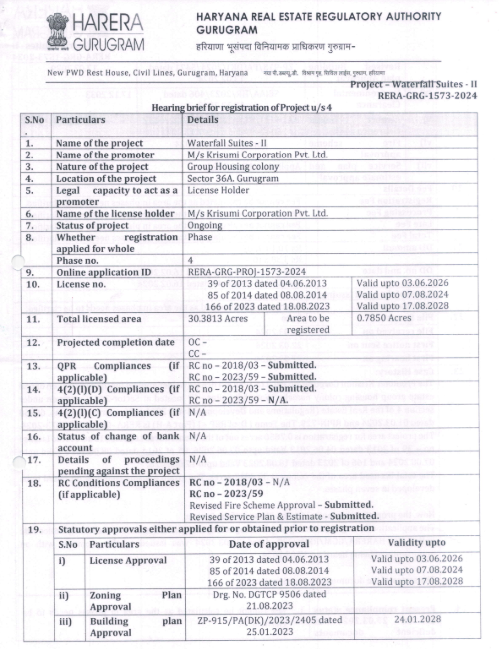 HARERA
GURUGRAM
HARYANA REAL ESTATE REGULATORY AUTHORITY
GURUGRAM
हरियाणा भूसंपदा विनियामक प्राधिकरण गुरुग्राम-
New PWD Rest House, Civil Lines, Gurugram, Haryana
Project – Waterfall Suites - II
RERA-GRG-1573-2024
Hearing brief for registration of Project u/s 4
S.No. Particulars Details
1. Name of the project Waterfall Suites - II
2. Name of the promoter M/s Krisumi Corporation Pvt. Ltd.
3. Nature of the project Group Housing colony
4. Location of the project Sector 36A. Gurugram
5. Legal capacity to act as a promoter License Holder
6. Name of the license holder M/s Krisumi Corporation Pvt. Ltd.
7. Status of project Ongoing
8. Whether registration applied for whole Phase
Phase no. 4
9. Online application ID RERA-GRG-PROJ-1573-2024
10. License no. 39 of 2013 dated 04.06.2013 Valid upto 03.06.2026
85 of 2014 dated 08.08.2014 Valid upto 07.08.2024
166 of 2023 dated 18.08.2023 Valid upto 17.08.2028
11. Total licensed area 30.3813 Acres Area to be registered 0.7850 Acres
12. Projected completion date OC –
CC –
13. QPR Compliances (if applicable) RC no – 2018/03 – Submitted.
RC no – 2023/59 – Submitted.
14. 4(2)(l)(D) Compliances (if applicable) RC no – 2018/03 – Submitted.
RC no – 2023/59 – N/A.
15. 4(2)(l)(C) Compliances (if applicable) N/A
16. Status of change of bank account N/A
17. Details of proceedings pending against the project N/A
18. RC Conditions Compliances (if applicable) RC no – 2018/03 – N/A
RC no – 2023/59
Revised Fire Scheme Approval – Submitted.
Revised Service Plan & Estimate - Submitted.
19. Statutory approvals either applied for or obtained prior to registration
S.No Particulars Date of approval Validity upto
i) License Approval 39 of 2013 dated 04.06.2013 Valid upto 03.06.2026
85 of 2014 dated 08.08.2014 Valid upto 07.08.2024
166 of 2023 dated 18.08.2023 Valid upto 17.08.2028
ii) Zoning Plan Approval Drg. No. DGTCP 9506 dated 21.08.2023
iii) Building plan Approval ZP-915/PA(DK)/2023/2405 dated 25.01.2023 24.01.2028